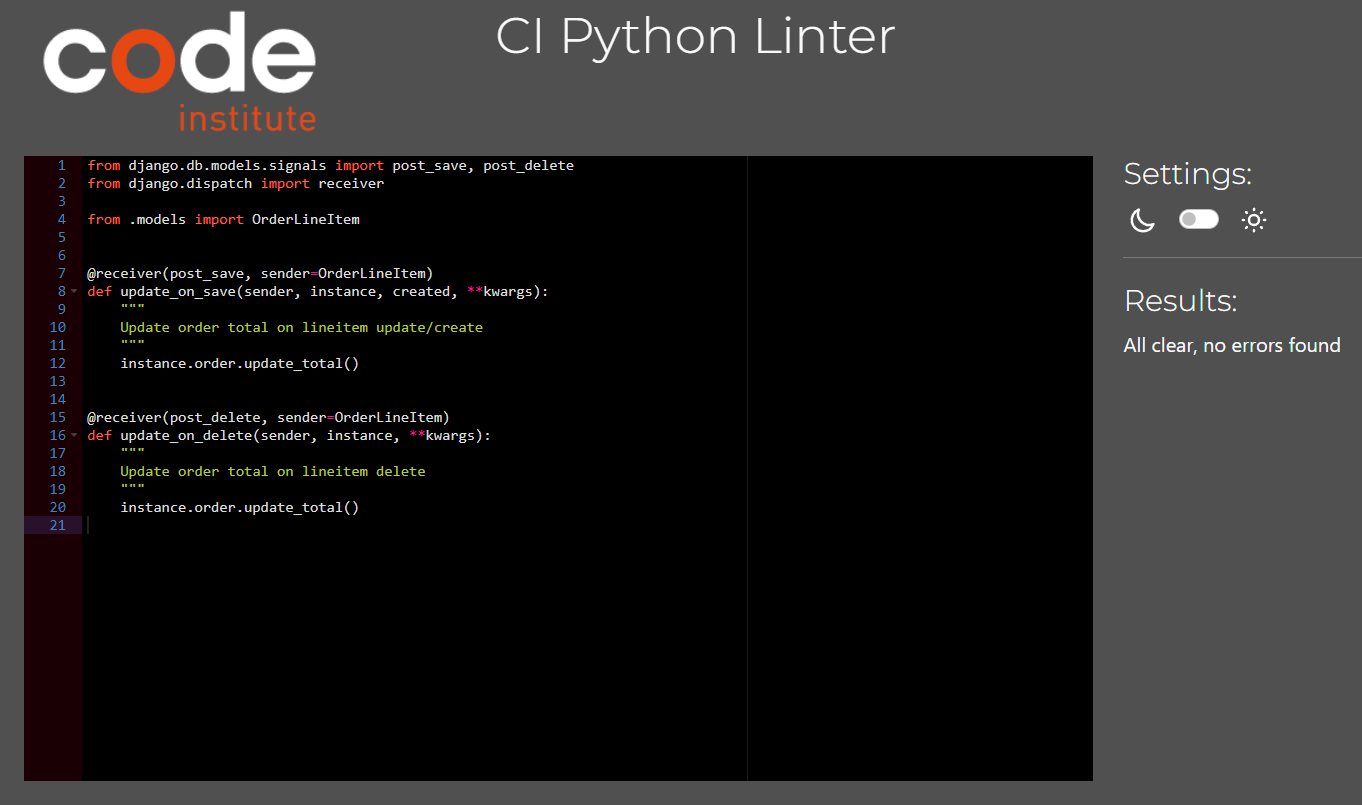 code
institute
CI Python Linter
1 from django.db.models.signals import post_save, post_delete
2 from django.dispatch import receiver
3
4 from .models import OrderLineItem
5
6
7 @receiver(post_save, sender=OrderLineItem)
8 def update_on_save(sender, instance, created, **kwargs):
9     """
10     Update order total on lineitem update/create
11     """
12     instance.order.update_total()
13
14
15 @receiver(post_delete, sender=OrderLineItem)
16 def update_on_delete(sender, instance, **kwargs):
17     """
18     Update order total on lineitem delete
19     """
20     instance.order.update_total()
21
Settings:
Results:
All clear, no errors found